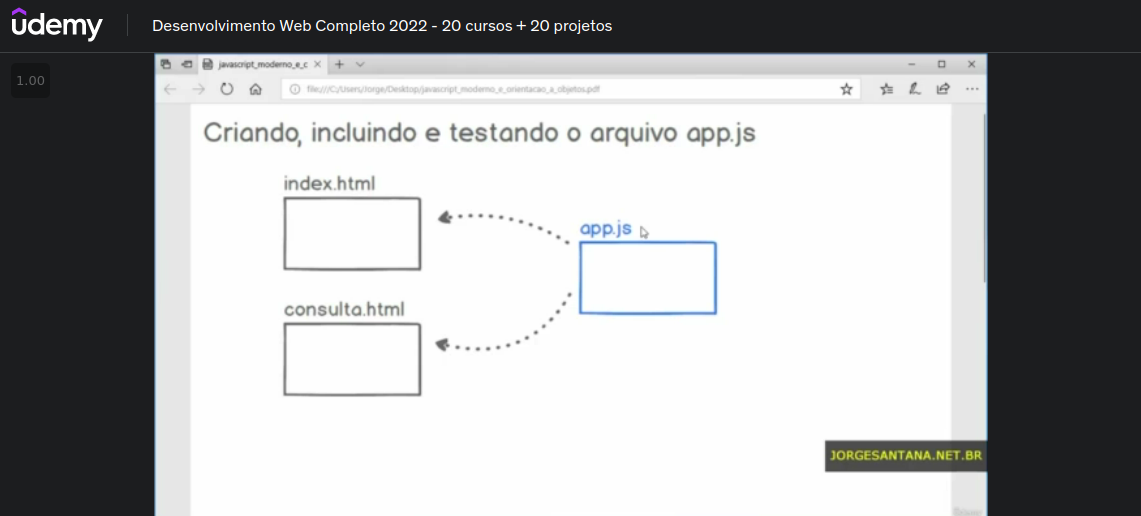 udemy
Desenvolvimento Web Completo 2022 - 20 cursos + 20 projetos
1.00
javascript_moderno_e_c
file:///C:/Users/Jorge/Desktop/javascript_moderno_e_orientacao_a_objetos.pdf
Criando, incluindo e testando o arquivo app.js
index.html
app.js
consulta.html
JORGESANTANA.NET.BR